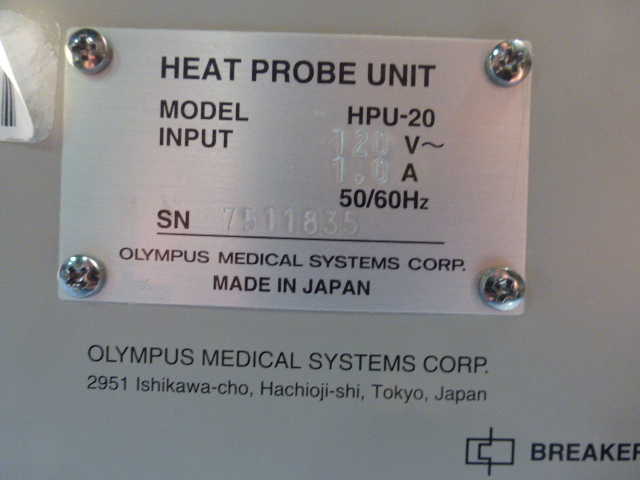 HEAT PROBE UNIT
MODEL HPU-20
INPUT 120 V~
1.0 A
50/60Hz
SN 7511835
OLYMPUS MEDICAL SYSTEMS CORP.
MADE IN JAPAN
OLYMPUS MEDICAL SYSTEMS CORP.
2951 Ishikawa-cho, Hachioji-shi, Tokyo, Japan
BREAKER